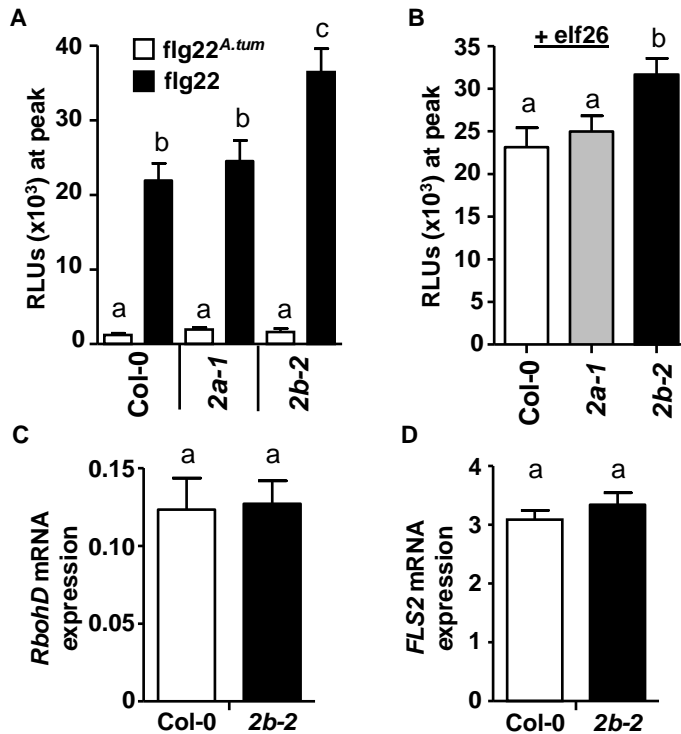 A
flg22A.tum
flg22
RLUs (x10³) at peak
40
30
20
10
0
a
b
a
b
a
c
Col-0
2a-1
2b-2
B
+ elf26
RLUs (x10³) at peak
35
30
25
20
15
10
5
0
a
a
b
Col-0
2a-1
2b-2
C
RbohD mRNA
expression
0.15
0.10
0.05
0
a
a
Col-0
2b-2
D
FLS2 mRNA
expression
4
3
2
1
0
a
a
Col-0
2b-2